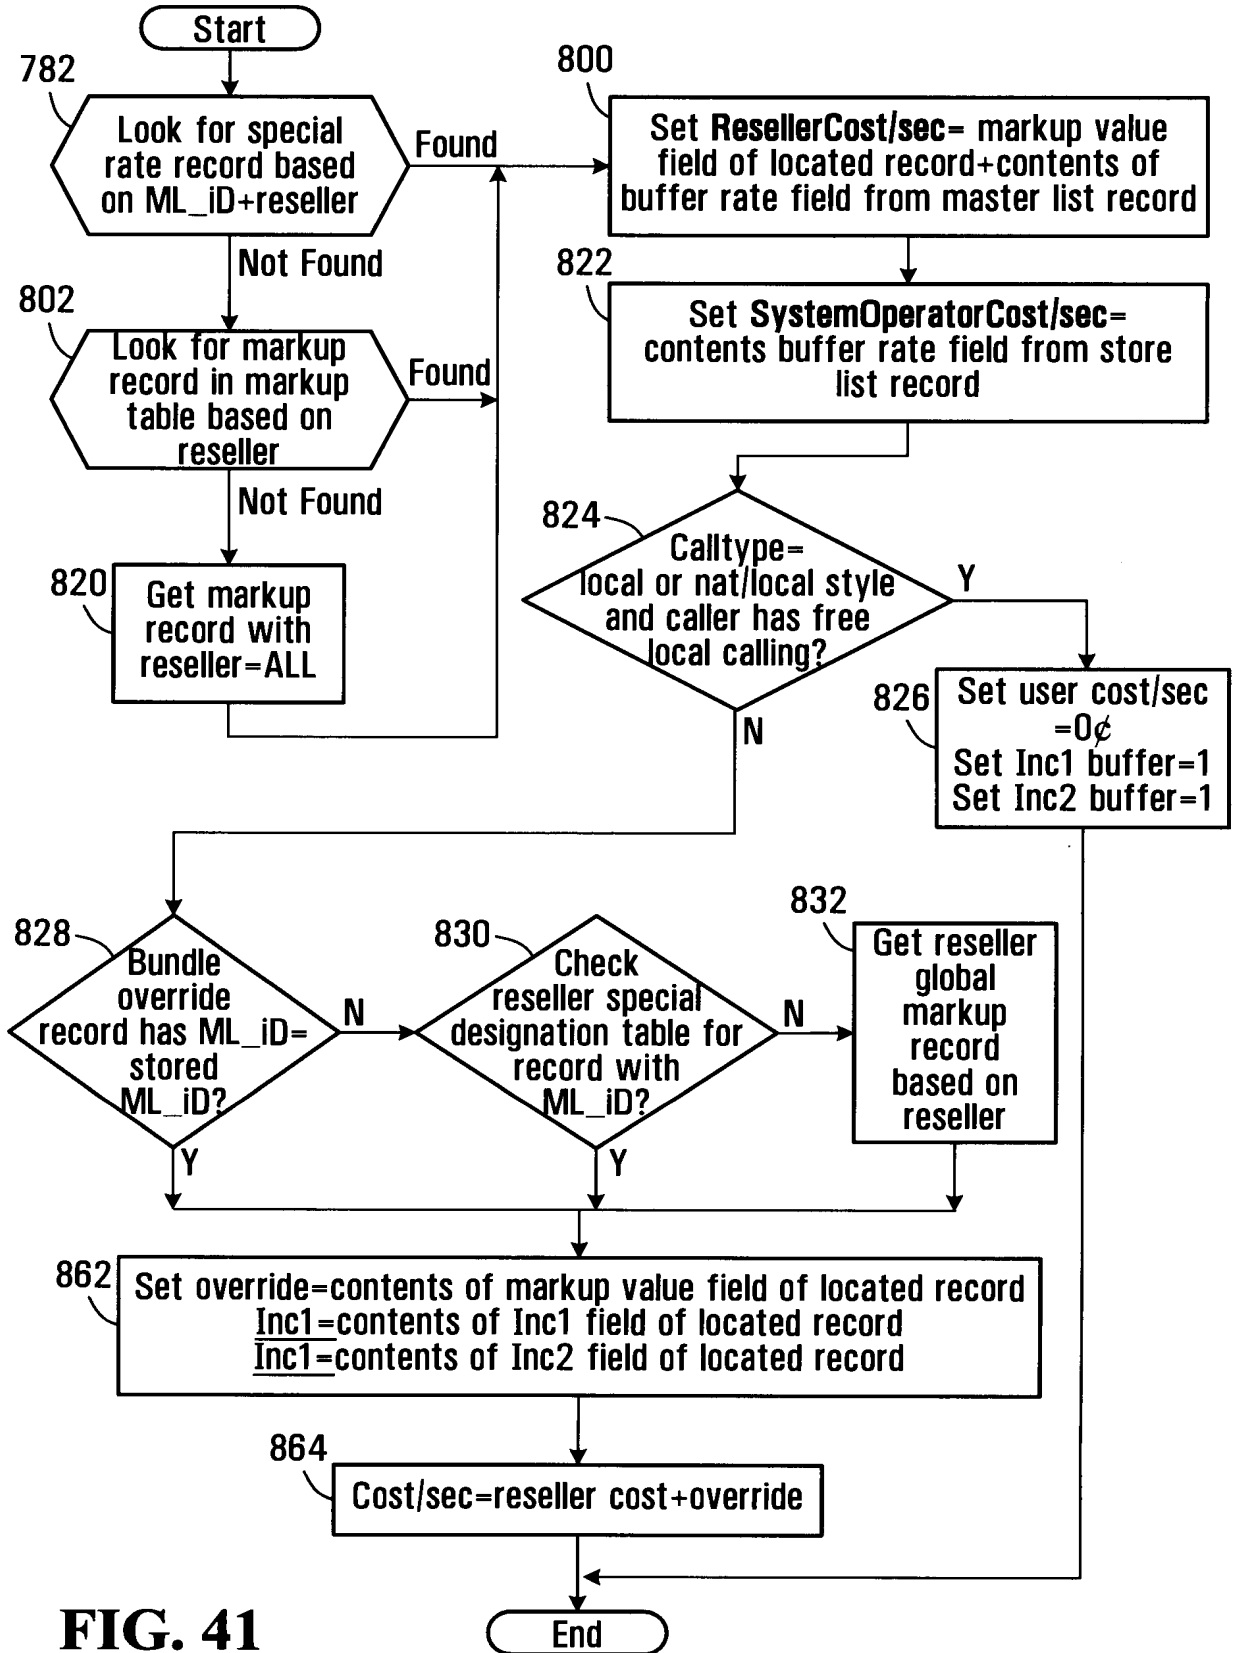 Start
782
Look for special
rate record based
on ML_iD+reseller
Found
Not Found
802
Look for markup
record in markup
table based on
reseller
Found
Not Found
820
Get markup
record with
reseller=ALL
800
Set ResellerCost/sec= markup value
field of located record+contents of
buffer rate field from master list record
822
Set SystemOperatorCost/sec=
contents buffer rate field from store
list record
824
Calltype=
local or nat/local style
and caller has free
local calling?
Y
N
826
Set user cost/sec
=0¢
Set Inc1 buffer=1
Set Inc2 buffer=1
828
Bundle
override
record has ML_iD=
stored
ML_iD?
N
Y
830
Check
reseller special
designation table for
record with
ML_iD?
N
Y
832
Get reseller
global
markup
record
based on
reseller
862
Set override=contents of markup value field of located record
Inc1=contents of Inc1 field of located record
Inc1=contents of Inc2 field of located record
864
Cost/sec=reseller cost+override
End
FIG. 41